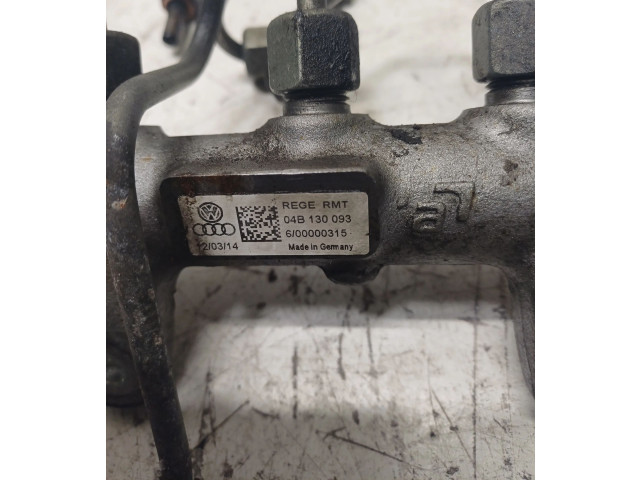 REGE RMT
04B 130 093
6/00000315
12/03/14 Made in Germany